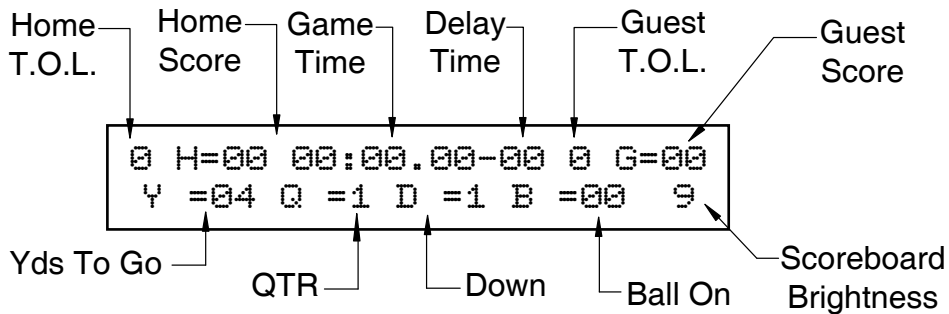 Home Home Game Delay Guest Guest
T.O.L. Score Time Time T.O.L. Score
0 H=00 00:00.00-00 0 G=00
Y =04 Q =1 D =1 B =00 9
Yds To Go QTR Down Ball On Scoreboard
Brightness